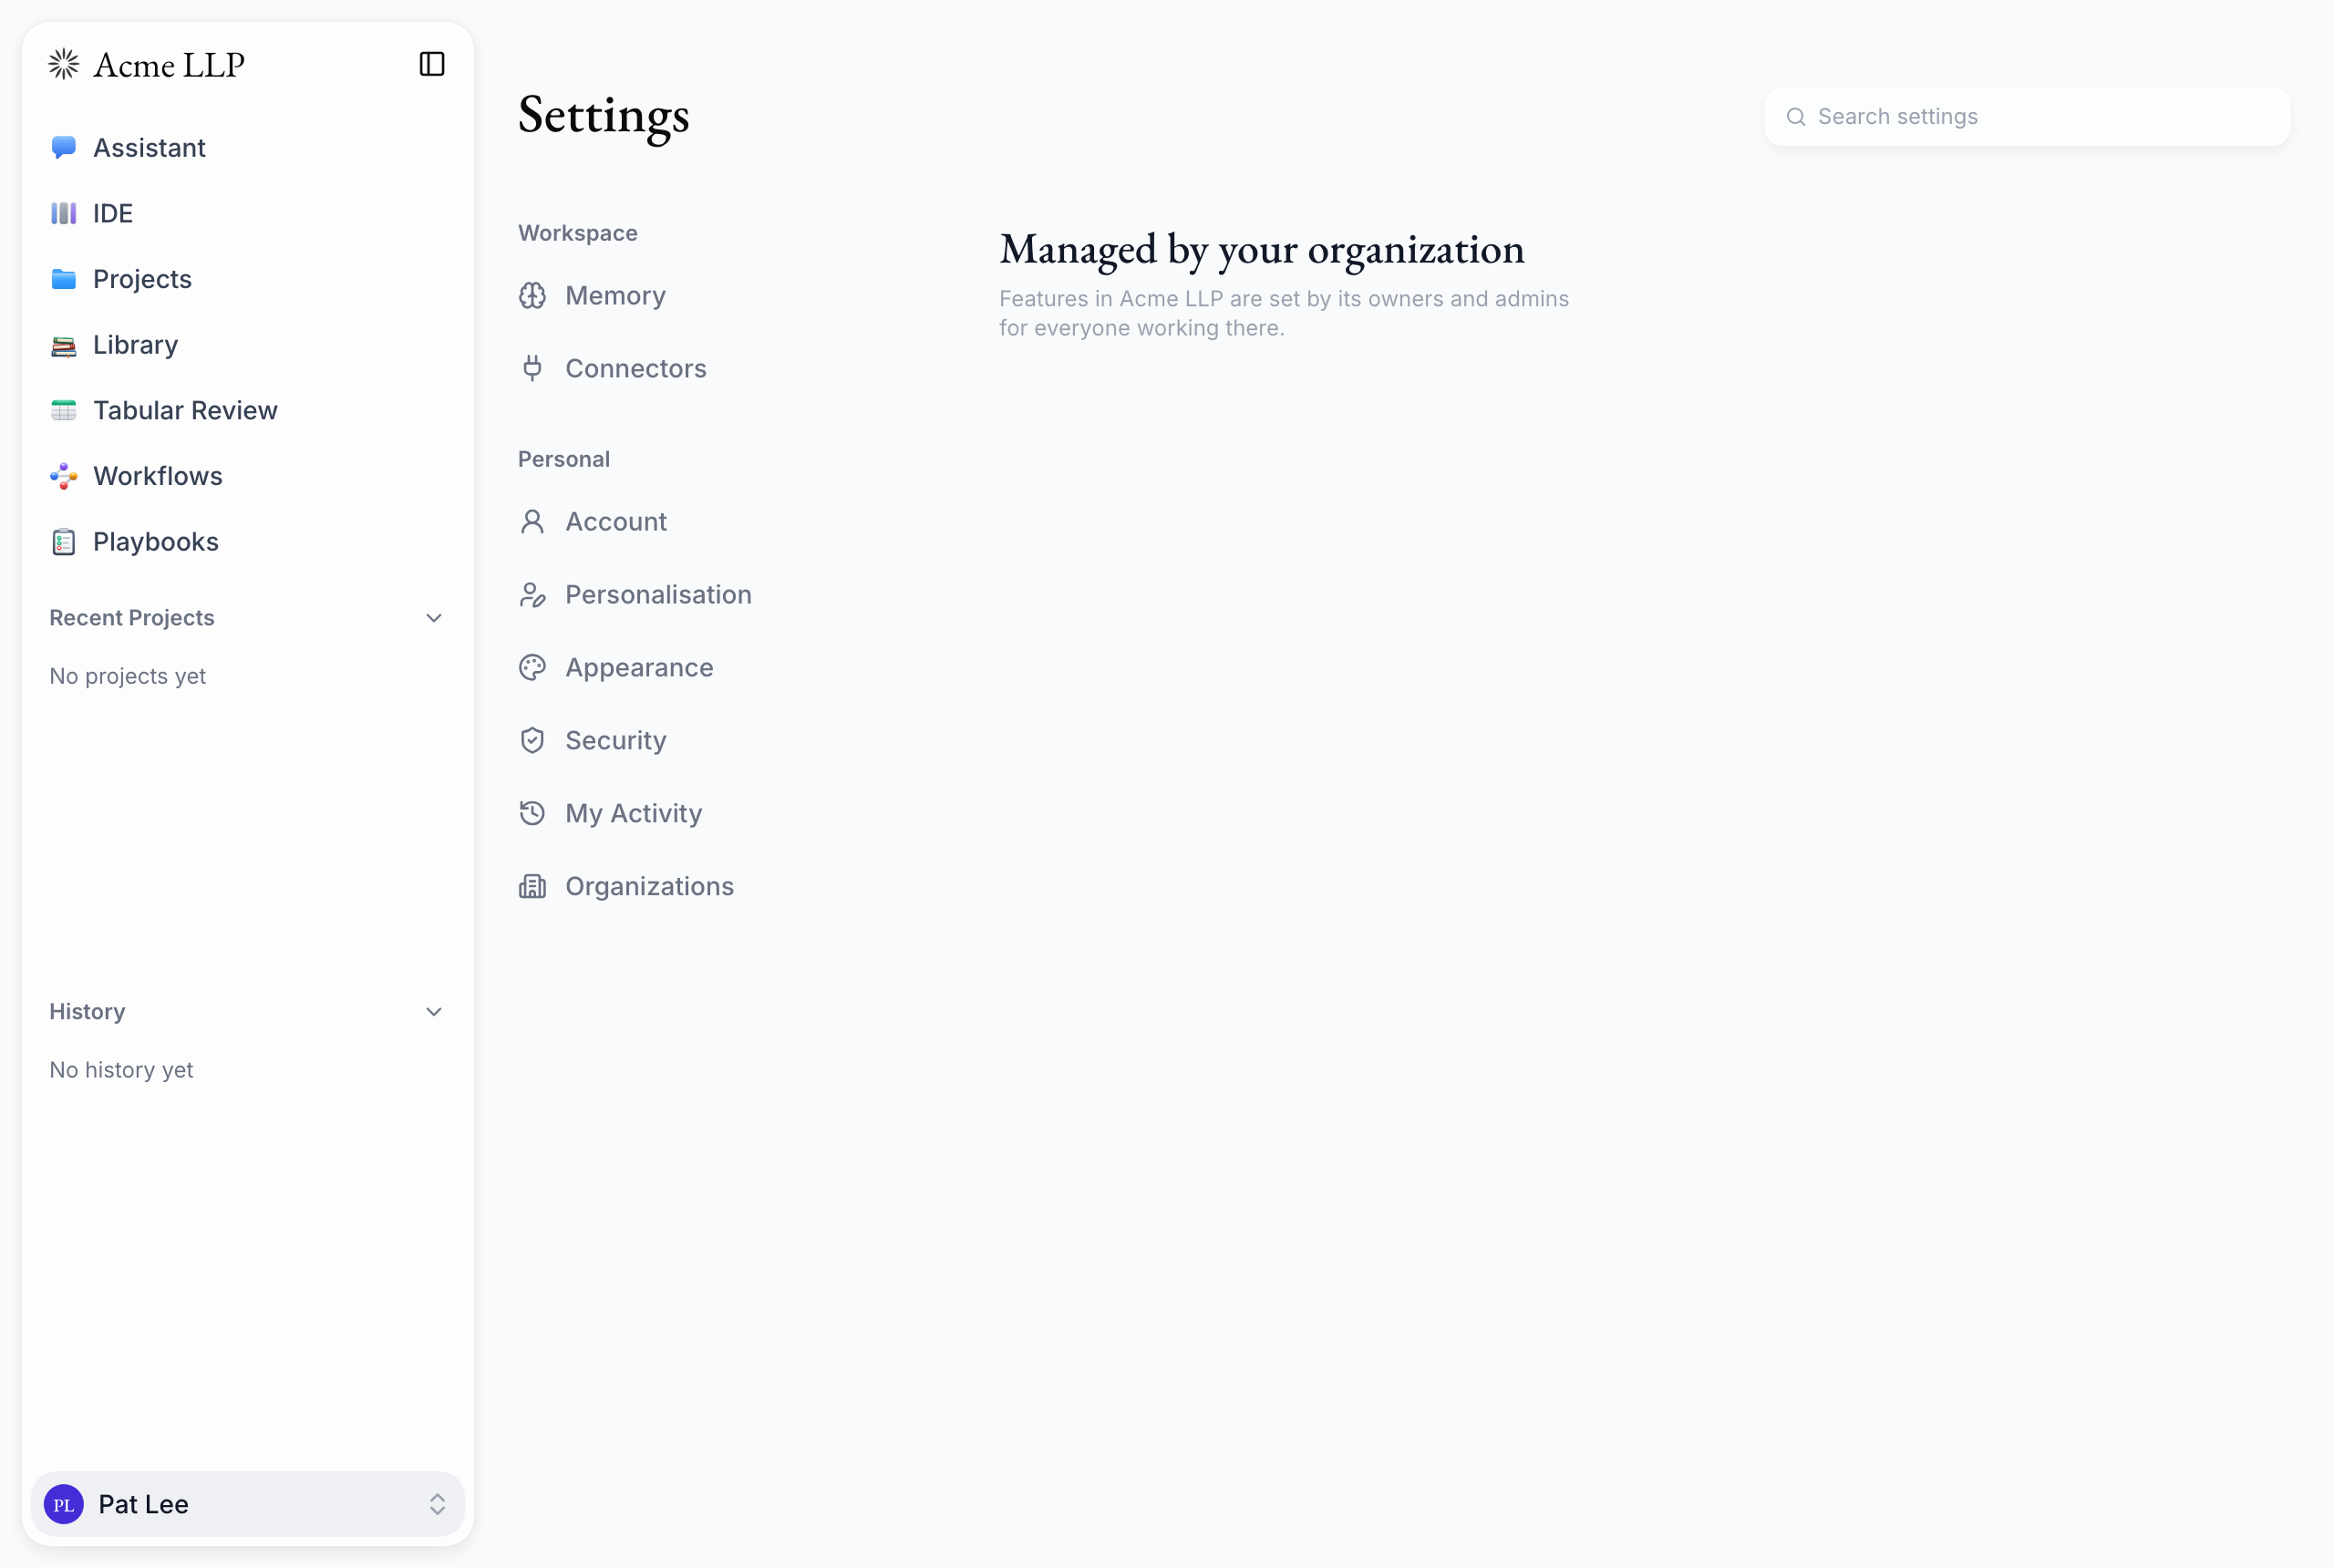 Acme LLP
Assistant
IDE
Projects
Library
Tabular Review
Workflows
Playbooks
Recent Projects
No projects yet
History
No history yet
PL Pat Lee
Settings
Search settings
Workspace
Memory
Connectors
Personal
Account
Personalisation
Appearance
Security
My Activity
Organizations
Managed by your organization
Features in Acme LLP are set by its owners and admins
for everyone working there.